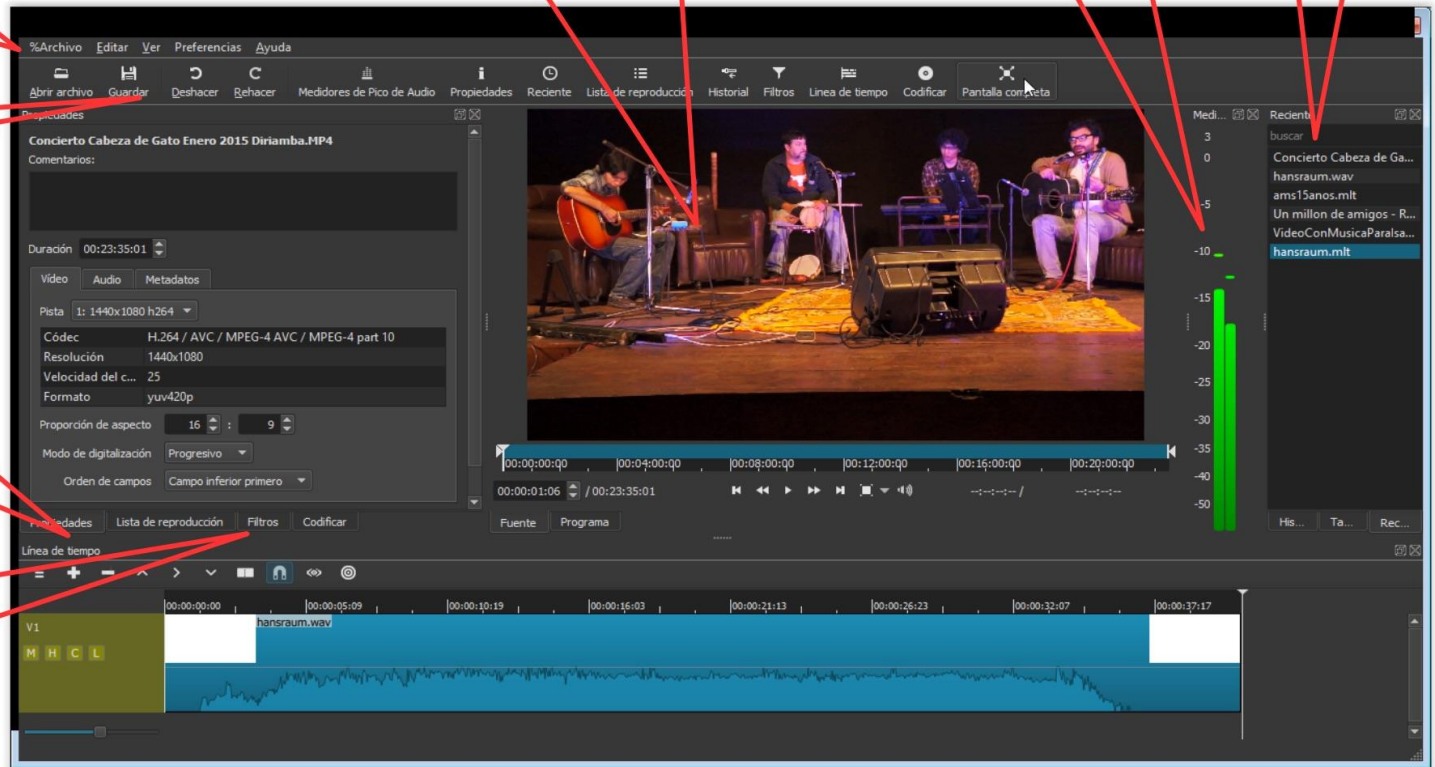 %Archivo Editar Ver Preferencias Ayuda
Abrir archivo Guardar Deshacer Rehacer Medidores de Pico de Audio Propiedades Reciente Lista de reproducción Historial Filtros Linea de tiempo Codificar Pantalla completa
Propiedades
Concierto Cabeza de Gato Enero 2015 Diriamba.MP4
Comentarios:
Duración 00:23:35:01
Vídeo Audio Metadatos
Pista 1: 1440x1080 h264
Códec H.264 / AVC / MPEG-4 AVC / MPEG-4 part 10
Resolución 1440x1080
Velocidad del c... 25
Formato yuv420p
Proporción de aspecto 16 : 9
Modo de digitalización Progresivo
Orden de campos Campo inferior primero
Propiedades Lista de reproducción Filtros Codificar
00:00:00:00 00:04:00:00 00:08:00:00 00:12:00:00 00:16:00:00 00:20:00:00
00:00:01:06 / 00:23:35:01 --:--:--:-- / --:--:--:--
Fuente Programa
Medi...
3
0
-5
-10
-15
-20
-25
-30
-35
-40
-50
Reciente
buscar
Concierto Cabeza de Ga...
hansraum.wav
ams15anos.mlt
Un millon de amigos - R...
VideoConMusicaParalsa...
hansraum.mlt
His... Ta... Rec...
Línea de tiempo
00:00:00:00 00:00:05:09 00:00:10:19 00:00:16:03 00:00:21:13 00:00:26:23 00:00:32:07 00:00:37:17
V1
hansraum.wav
M H C L